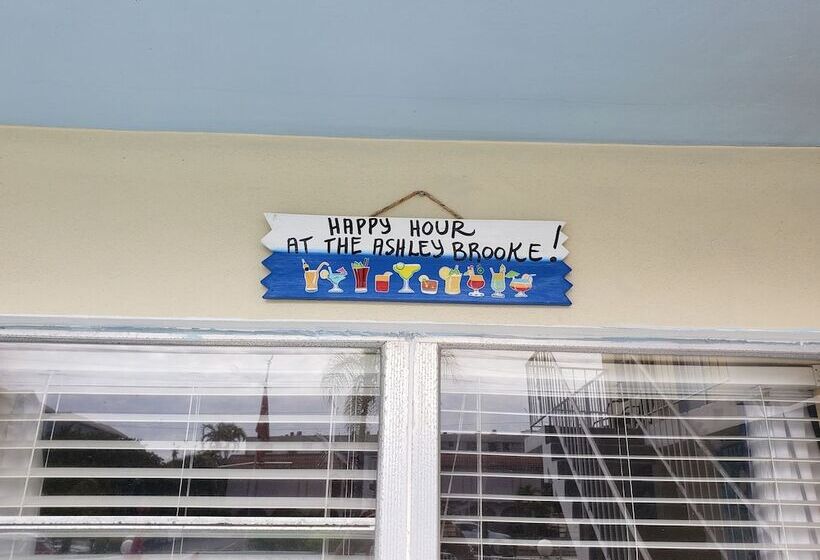 HAPPY HOUR
AT THE ASHLEY BROOKE!